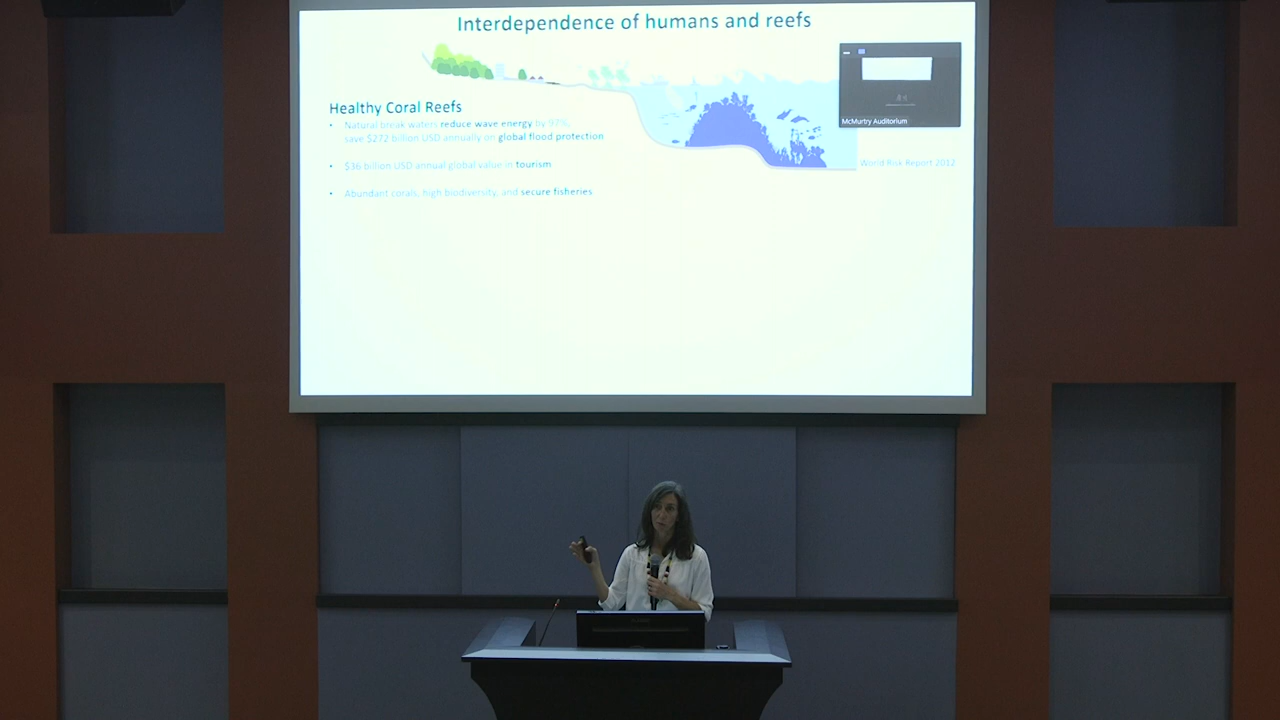 Interdependence of humans and reefs
McMurtry Auditorium
Healthy Coral Reefs
• Natural break waters reduce wave energy by 97%,
save $272 billion USD annually on global flood protection
• $36 billion USD annual global value in tourism
World Risk Report 2012
• Abundant corals, high biodiversity, and secure fisheries